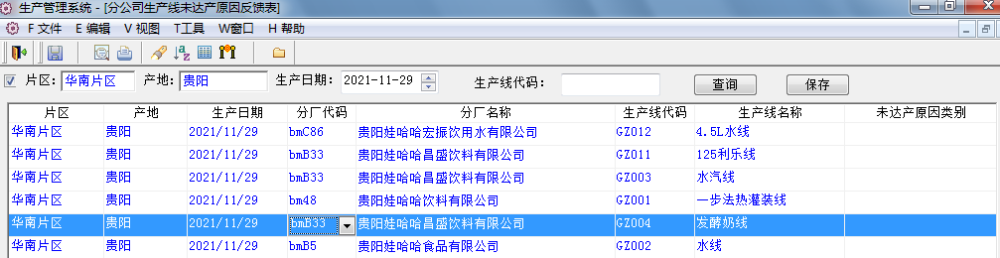 生产管理系统 - [分公司生产线未达产原因反馈表]
F 文件 E 编辑 V 视图 T工具 W窗口 H 帮助
片区: 华南片区 产地: 贵阳 生产日期: 2021-11-29 生产线代码: 查询 保存
片区 产地 生产日期 分厂代码 分厂名称 生产线代码 生产线名称 未达产原因类别
华南片区 贵阳 2021/11/29 bmC86 贵阳娃哈哈宏振饮用水有限公司 GZ012 4.5L水线
华南片区 贵阳 2021/11/29 bmB33 贵阳娃哈哈昌盛饮料有限公司 GZ011 125利乐线
华南片区 贵阳 2021/11/29 bmB33 贵阳娃哈哈昌盛饮料有限公司 GZ003 水汽线
华南片区 贵阳 2021/11/29 bm48 贵阳娃哈哈饮料有限公司 GZ001 一步法热灌装线
华南片区 贵阳 2021/11/29 bmB33 贵阳娃哈哈昌盛饮料有限公司 GZ004 发酵奶线
华南片区 贵阳 2021/11/29 bmB5 贵阳娃哈哈食品有限公司 GZ002 水线